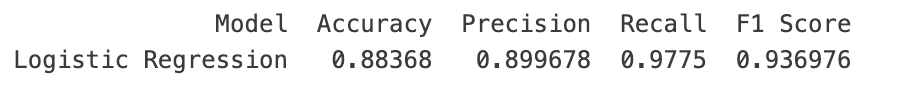 Model Accuracy Precision Recall F1 Score
Logistic Regression 0.88368 0.899678 0.9775 0.936976